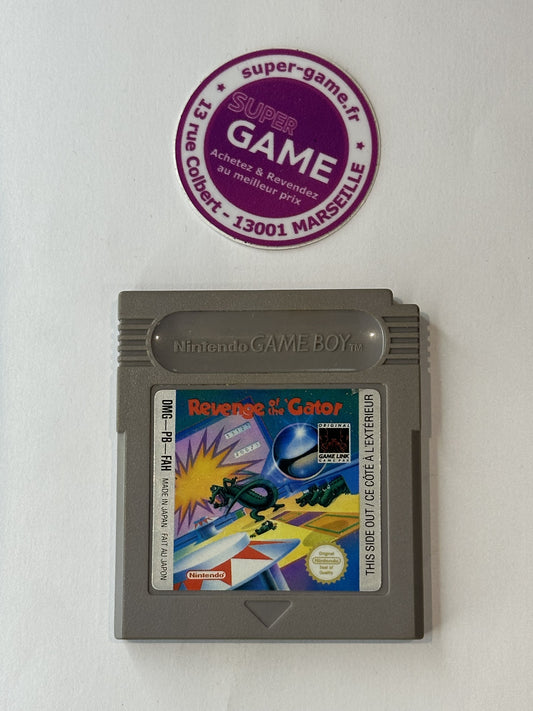 super-game.fr
SUPER
GAME
Achetez & Revendez
au meilleur prix
★ 13 rue Colbert - 13001 MARSEILLE ★
Nintendo GAME BOY TM
Revenge of the 'Gator
ORIGINAL
GAME LINK
GAME PAK
DMG—PB—FAH
MADE IN JAPAN FAIT AU JAPON
THIS SIDE OUT / CE CÔTÉ À L'EXTÉRIEUR
Nintendo
Original
Nintendo
Seal of
Quality